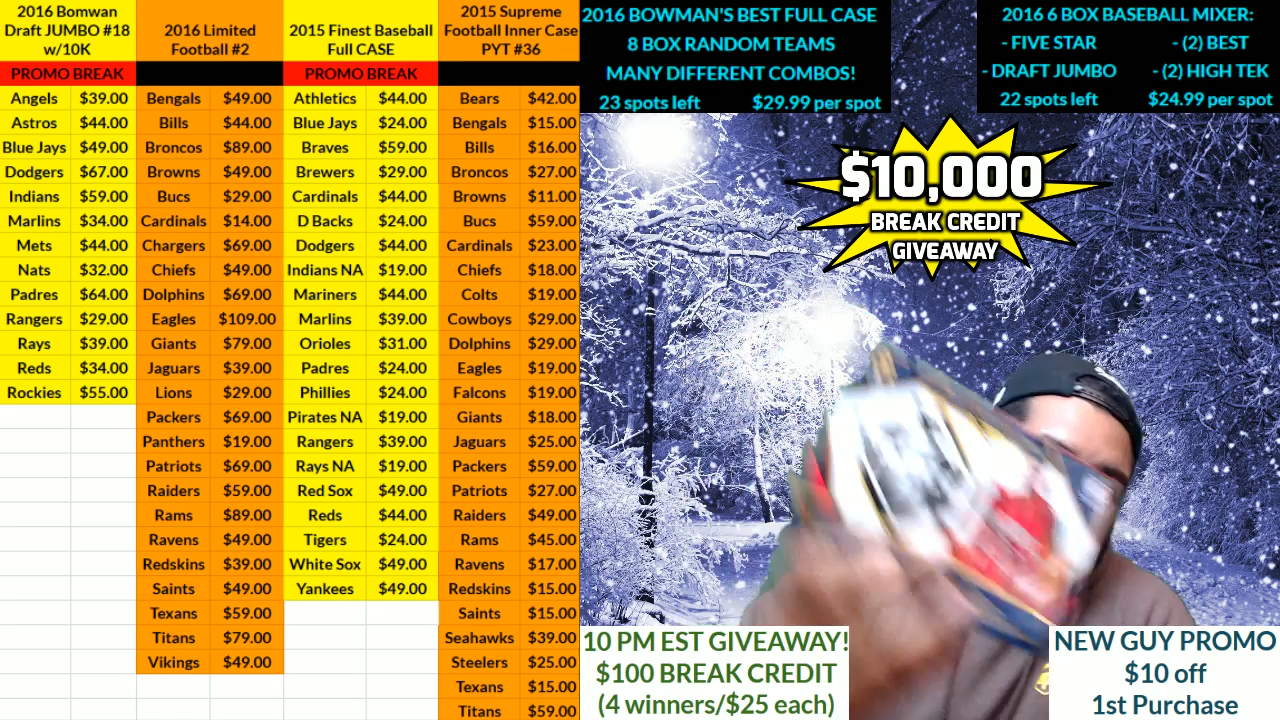 2016 Bomwan
Draft JUMBO #18
w/10K
PROMO BREAK
Angels $39.00
Astros $44.00
Blue Jays $49.00
Dodgers $67.00
Indians $59.00
Marlins $34.00
Mets $44.00
Nats $32.00
Padres $64.00
Rangers $29.00
Rays $39.00
Reds $34.00
Rockies $55.00
2016 Limited
Football #2
Bengals $49.00
Bills $44.00
Broncos $89.00
Browns $49.00
Bucs $29.00
Cardinals $14.00
Chargers $69.00
Chiefs $49.00
Dolphins $69.00
Eagles $109.00
Giants $79.00
Jaguars $39.00
Lions $29.00
Packers $69.00
Panthers $19.00
Patriots $69.00
Raiders $59.00
Rams $89.00
Ravens $49.00
Redskins $39.00
Saints $49.00
Texans $59.00
Titans $79.00
Vikings $49.00
2015 Finest Baseball
Full CASE
PROMO BREAK
Athletics $44.00
Blue Jays $24.00
Braves $59.00
Brewers $29.00
Cardinals $44.00
D Backs $24.00
Dodgers $44.00
Indians NA $19.00
Mariners $44.00
Marlins $39.00
Orioles $31.00
Padres $24.00
Phillies $24.00
Pirates NA $19.00
Rangers $39.00
Rays NA $19.00
Red Sox $49.00
Reds $44.00
Tigers $24.00
White Sox $49.00
Yankees $49.00
2015 Supreme
Football Inner Case
PYT #36
Bears $42.00
Bengals $15.00
Bills $16.00
Broncos $27.00
Browns $11.00
Bucs $59.00
Cardinals $23.00
Chiefs $18.00
Colts $19.00
Cowboys $29.00
Dolphins $29.00
Eagles $19.00
Falcons $19.00
Giants $18.00
Jaguars $25.00
Packers $59.00
Patriots $27.00
Raiders $49.00
Rams $45.00
Ravens $17.00
Redskins $15.00
Saints $15.00
Seahawks $39.00
Steelers $25.00
Texans $15.00
Titans $59.00
2016 BOWMAN'S BEST FULL CASE
8 BOX RANDOM TEAMS
MANY DIFFERENT COMBOS!
23 spots left $29.99 per spot
2016 6 BOX BASEBALL MIXER:
- FIVE STAR - (2) BEST
- DRAFT JUMBO - (2) HIGH TEK
22 spots left $24.99 per spot
$10,000
BREAK CREDIT
GIVEAWAY
10 PM EST GIVEAWAY!
$100 BREAK CREDIT
(4 winners/$25 each)
NEW GUY PROMO
$10 off
1st Purchase